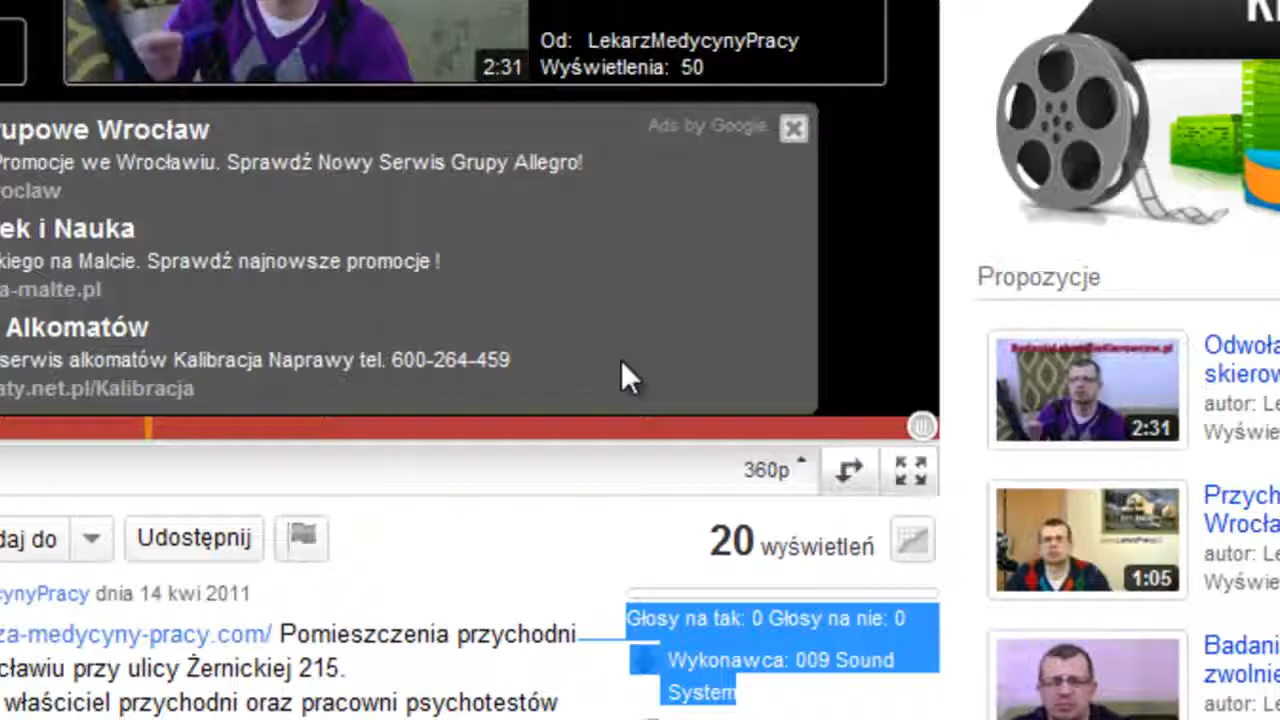 2:31
Od: LekarzMedycynyPracy
Wyświetlenia: 50
rupowe Wrocław
Ads by Google
Promocje we Wrocławiu. Sprawdź Nowy Serwis Grupy Allegro!
roclaw
ek i Nauka
kiego na Malcie. Sprawdź najnowsze promocje !
a-malte.pl
Alkomatów
serwis alkomatów Kalibracja Naprawy tel. 600-264-459
aty.net.pl/Kalibracja
360p
daj do
Udostępnij
20 wyświetleń
cynyPracy dnia 14 kwi 2011
za-medycyny-pracy.com/ Pomieszczenia przychodni
cławiu przy ulicy Żernickiej 215.
właściciel przychodni oraz pracowni psychotestów
Głosy na tak: 0 Głosy na nie: 0
Wykonawca: 009 Sound
System
Propozycje
2:31
Odwoła
skierow
autor: Le
Wyświe
1:05
Przych
Wrocła
autor: Le
Wyświe
Badani
zwolnie
autor: Le